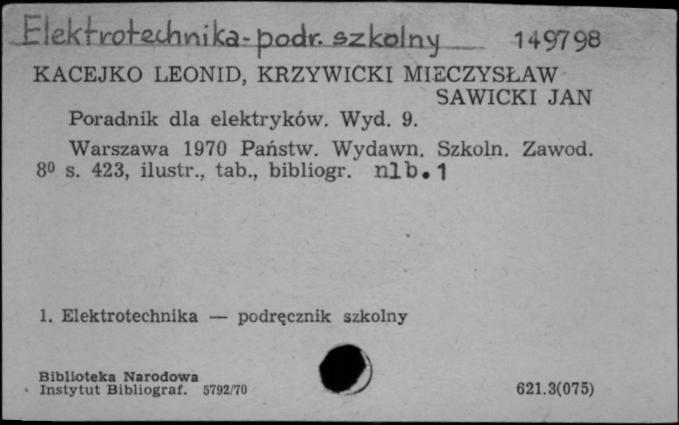 Elektrotechnika-podr. szkolny 149798
KACEJKO LEONID, KRZYWICKI MIECZYSŁAW
SAWICKI JAN
Poradnik dla elektryków. Wyd. 9.
Warszawa 1970 Państw. Wydawn. Szkoln. Zawod.
8⁰ s. 423, ilustr., tab., bibliogr. nlb.1
1. Elektrotechnika — podręcznik szkolny
Biblioteka Narodowa
Instytut Bibliograf. 5792/70 621.3(075)